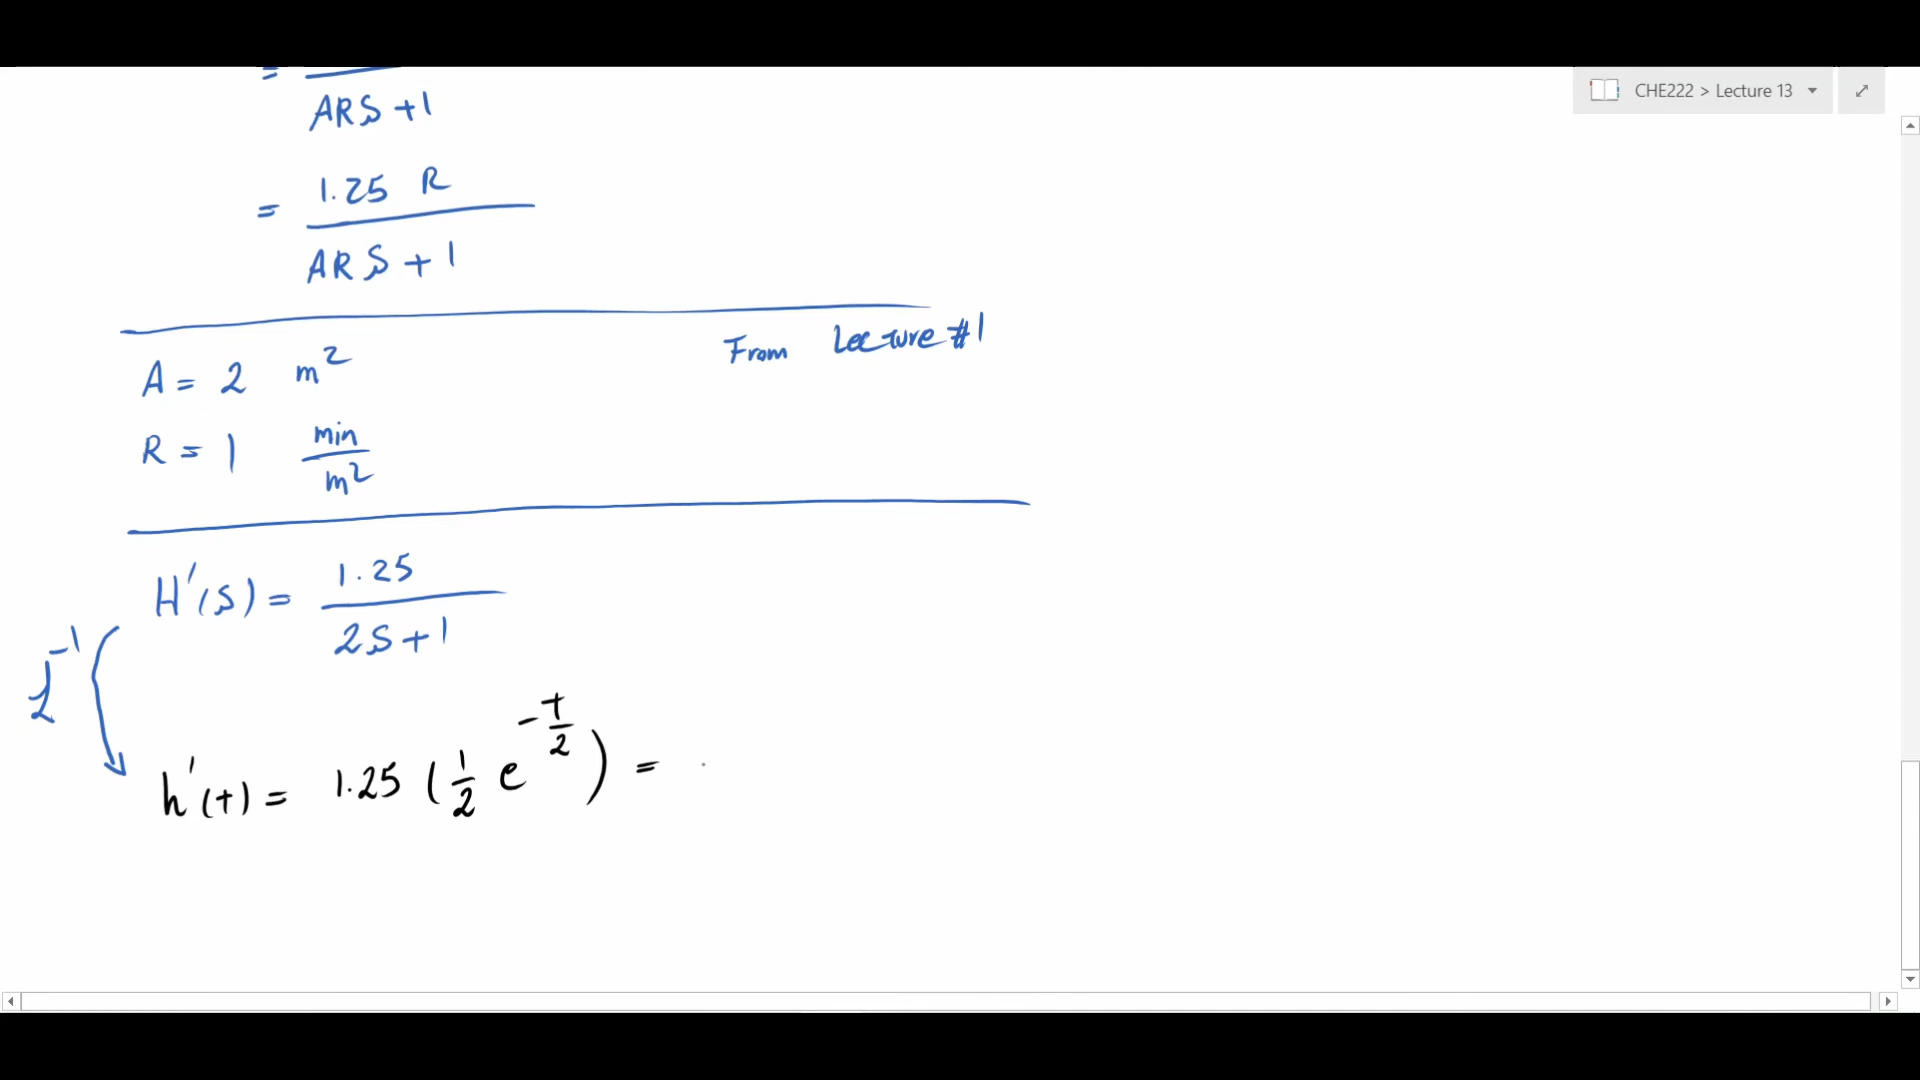 CHE222 > Lecture 13
=
ARS + 1
= 1.25 R
ARS + 1
From Lecture #1
A = 2 m²
R = 1 min
m²
H'(s) = 1.25
2S + 1
ℒ⁻¹
h'(t) = 1.25 (1/2 e^(-t/2)) =